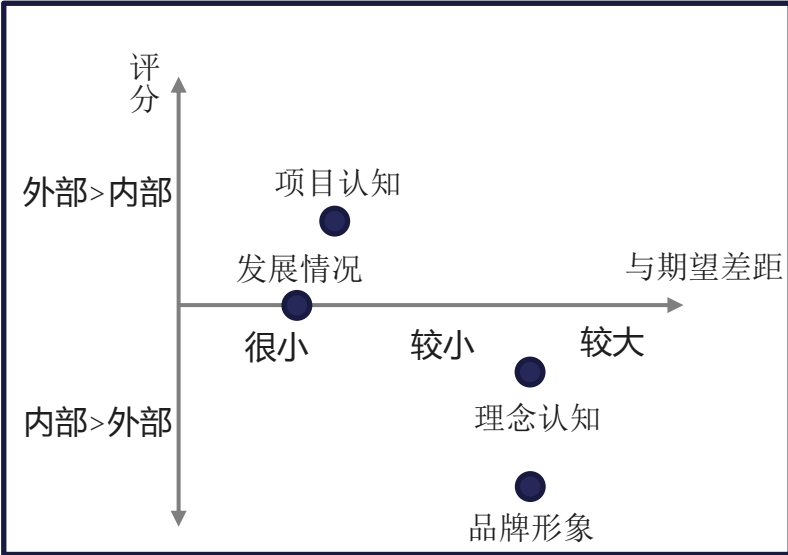 评
分
外部>内部
项目认知
发展情况
与期望差距
很小
较小
较大
内部>外部
理念认知
品牌形象